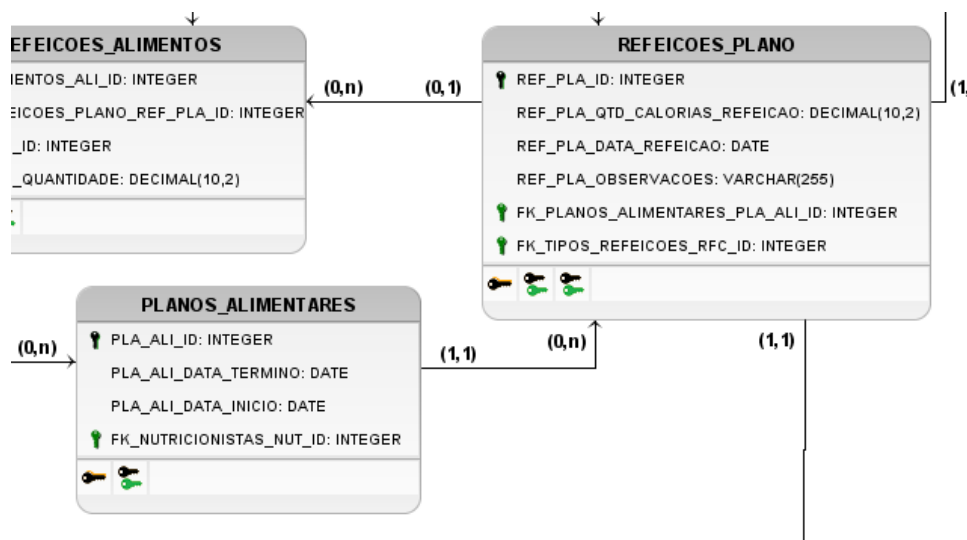 EFEICOES_ALIMENTOS
IENTOS_ALI_ID: INTEGER
EICOES_PLANO_REF_PLA_ID: INTEGER
_ID: INTEGER
_QUANTIDADE: DECIMAL(10,2)
(0,n)
(0,1)
REFEICOES_PLANO
REF_PLA_ID: INTEGER
REF_PLA_QTD_CALORIAS_REFEICAO: DECIMAL(10,2)
REF_PLA_DATA_REFEICAO: DATE
REF_PLA_OBSERVACOES: VARCHAR(255)
FK_PLANOS_ALIMENTARES_PLA_ALI_ID: INTEGER
FK_TIPOS_REFEICOES_RFC_ID: INTEGER
(1,
(0,n)
PLANOS_ALIMENTARES
PLA_ALI_ID: INTEGER
PLA_ALI_DATA_TERMINO: DATE
PLA_ALI_DATA_INICIO: DATE
FK_NUTRICIONISTAS_NUT_ID: INTEGER
(1,1)
(0,n)
(1,1)